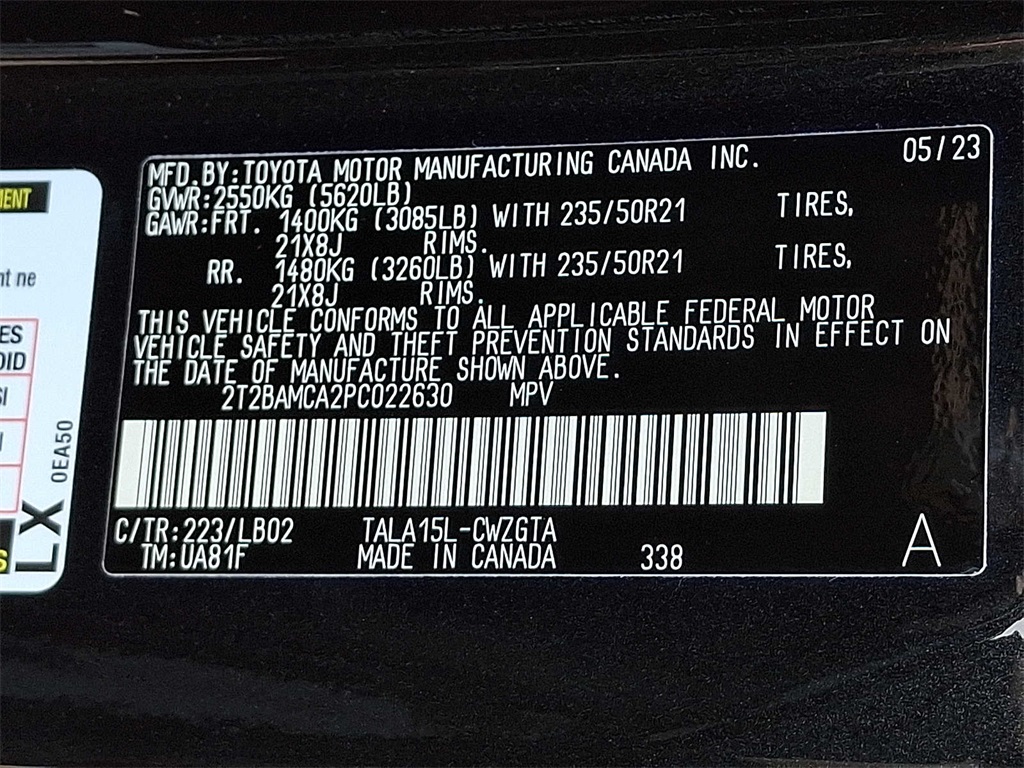 MFD. BY: TOYOTA MOTOR MANUFACTURING CANADA INC. 05/23
GVWR: 2550KG (5620LB)
GAWR: FRT. 1400KG (3085LB) WITH 235/50R21 TIRES,
21X8J RIMS.
RR. 1480KG (3260LB) WITH 235/50R21 TIRES,
21X8J RIMS.
THIS VEHICLE CONFORMS TO ALL APPLICABLE FEDERAL MOTOR
VEHICLE SAFETY AND THEFT PREVENTION STANDARDS IN EFFECT ON
THE DATE OF MANUFACTURE SHOWN ABOVE.
2T2BAMCA2PC022630 MPV
C/TR: 223/LB02 TALA15L-CWZGTA
TM: UA81F MADE IN CANADA 338 A
0EA50
LX